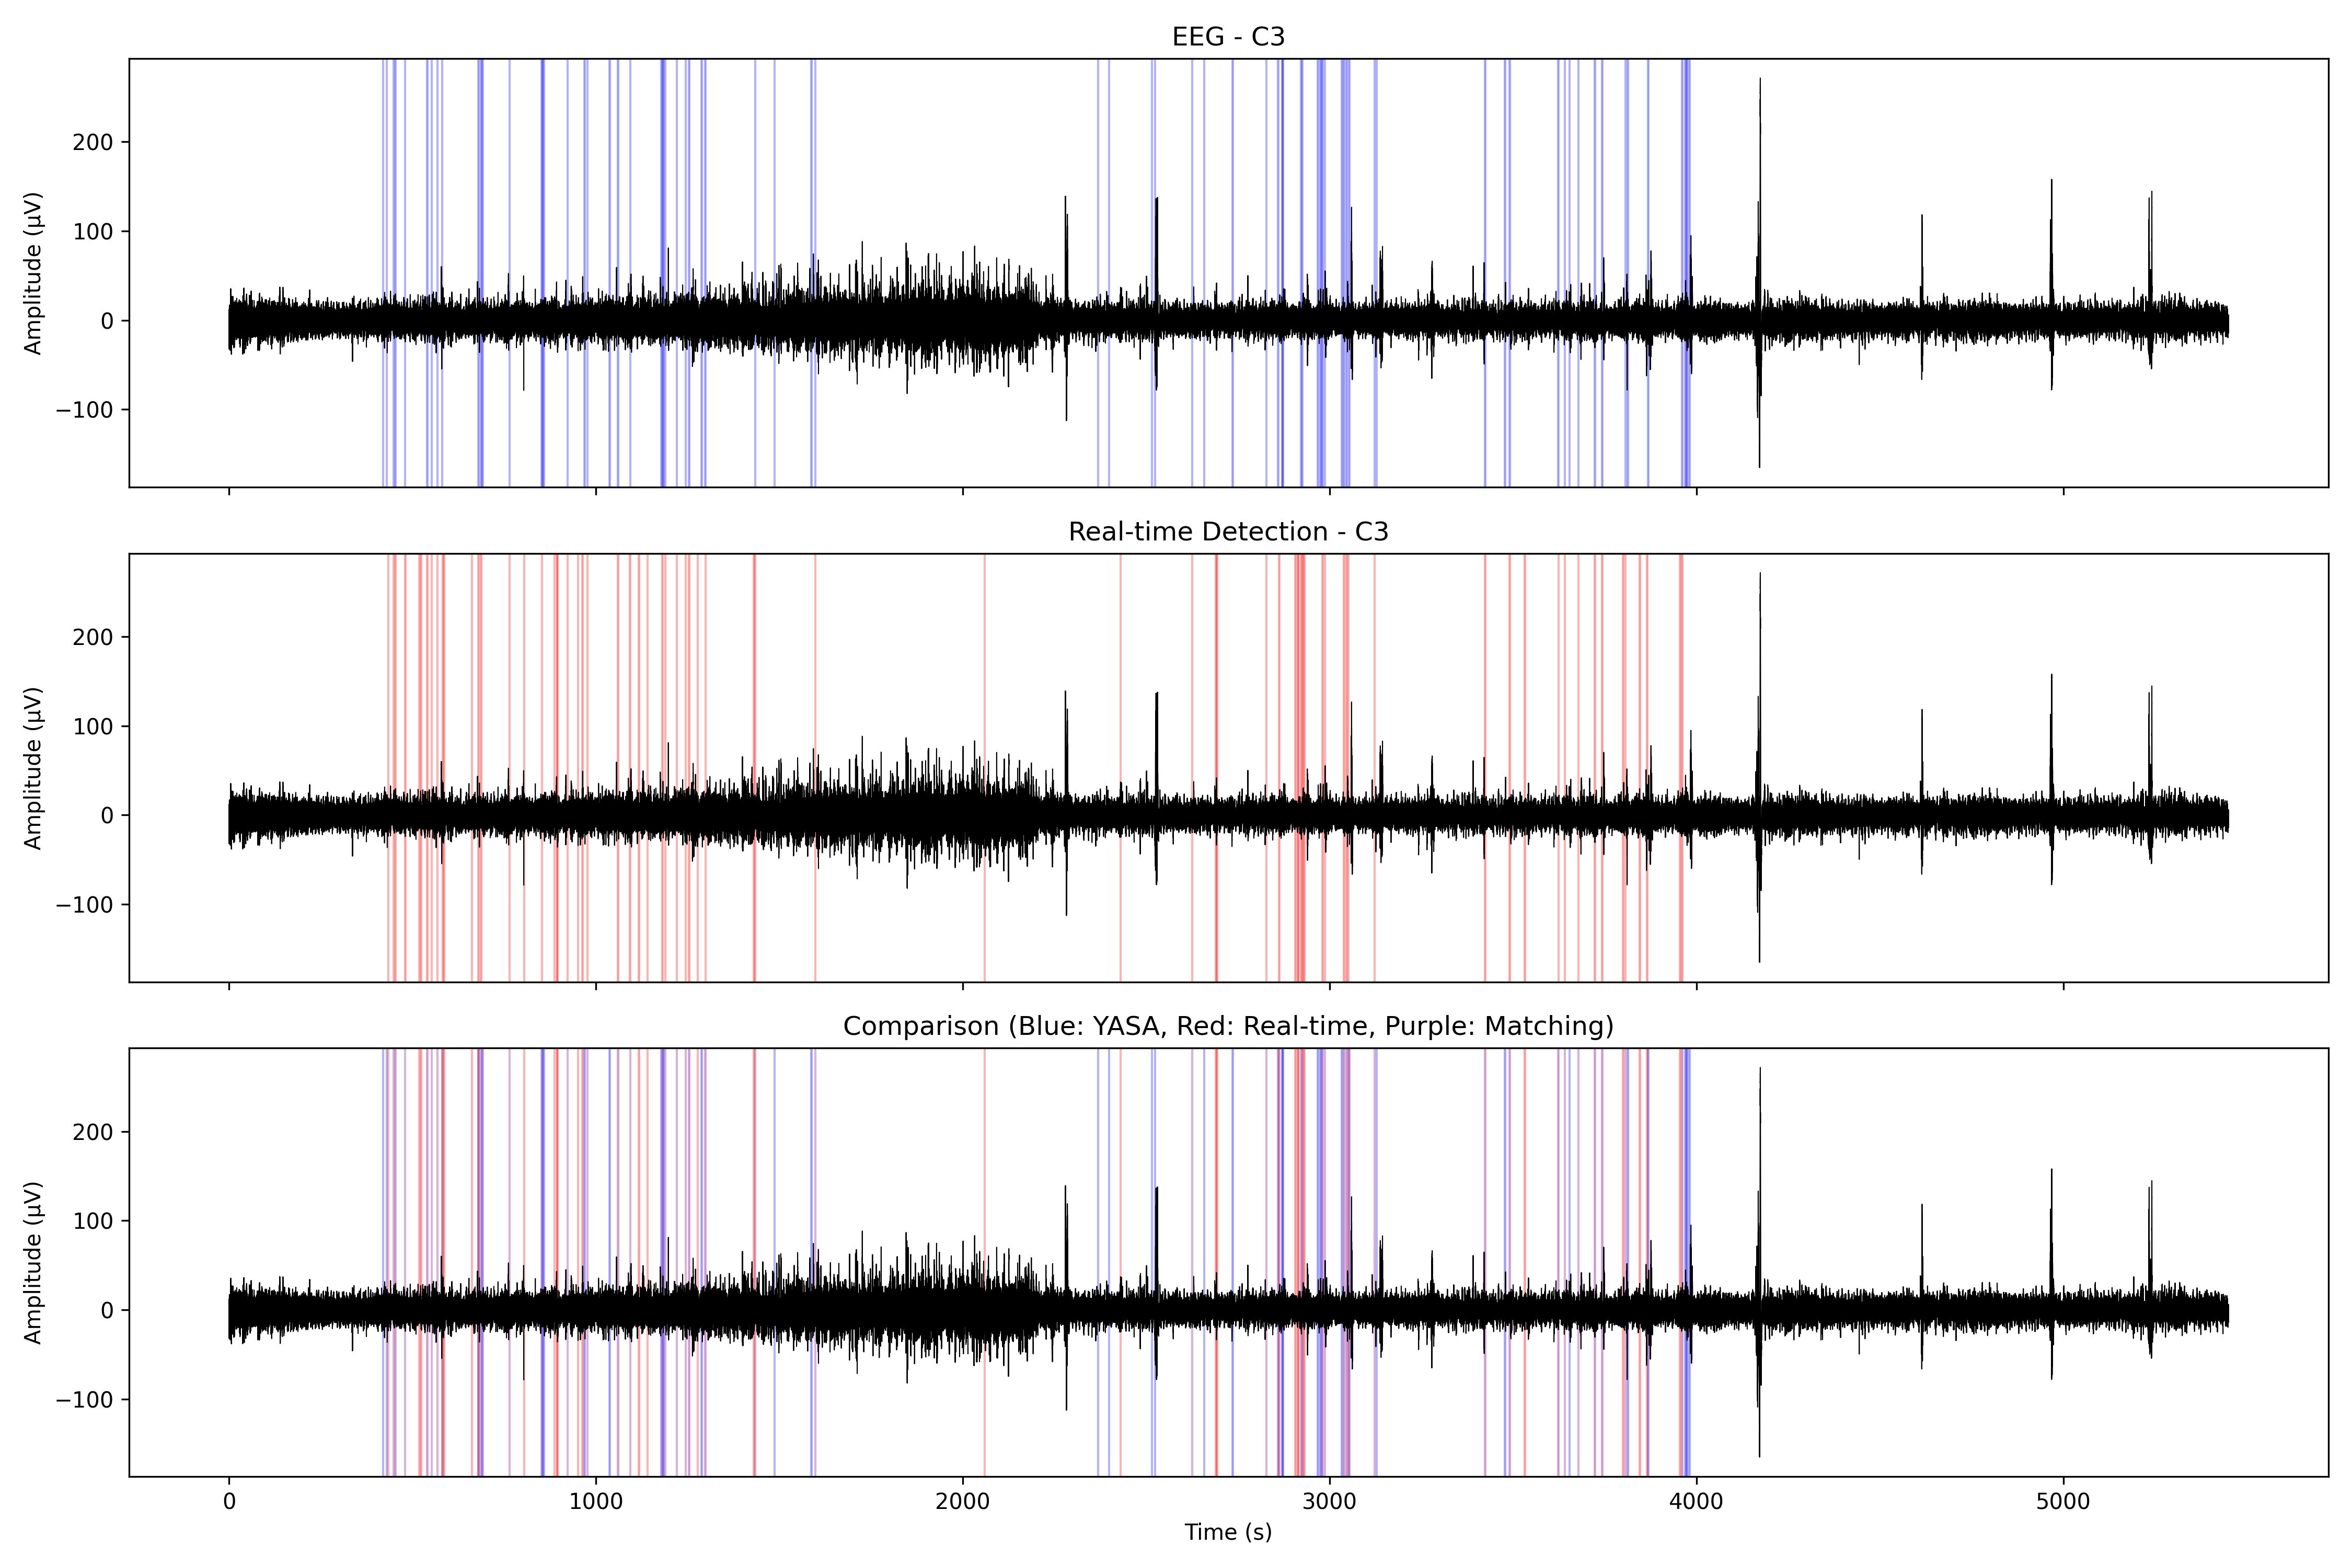 EEG - C3
Amplitude (µV)
200
100
0
−100
Real-time Detection - C3
Amplitude (µV)
200
100
0
−100
Comparison (Blue: YASA, Red: Real-time, Purple: Matching)
Amplitude (µV)
200
100
0
−100
0 1000 2000 3000 4000 5000
Time (s)